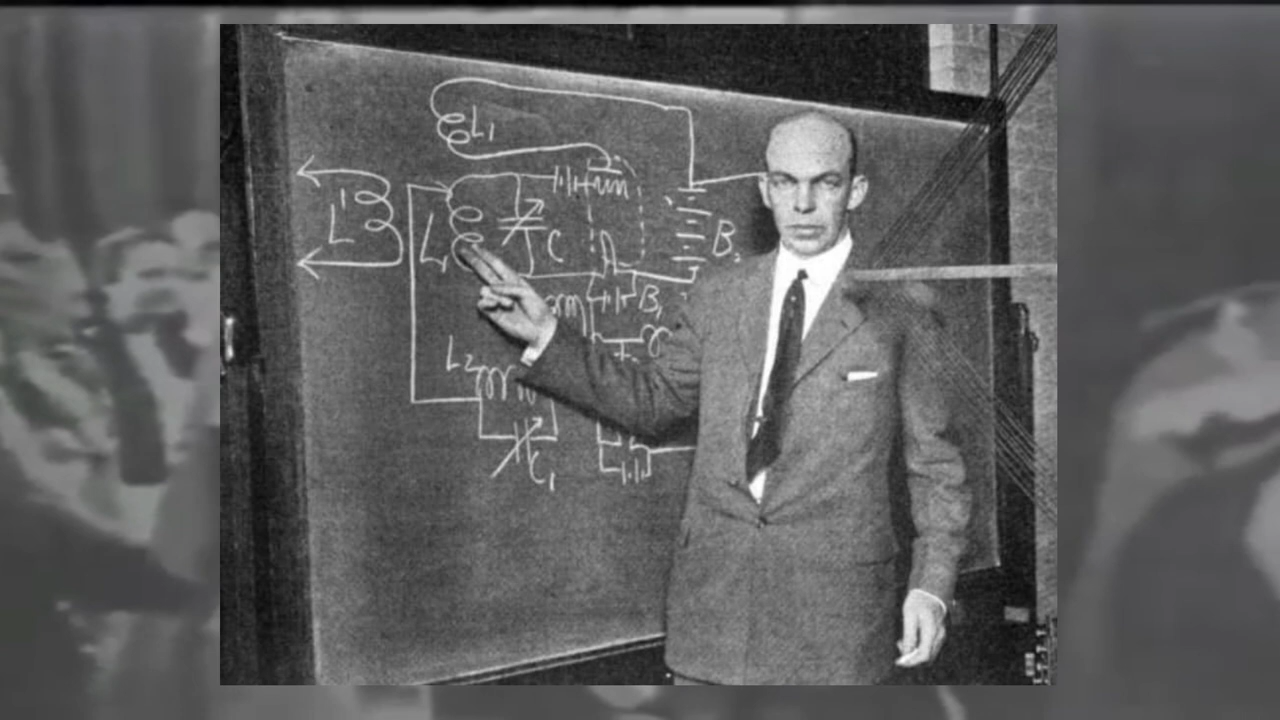 L₁
L' L₁ C B₂
B₁
L₂
C₁